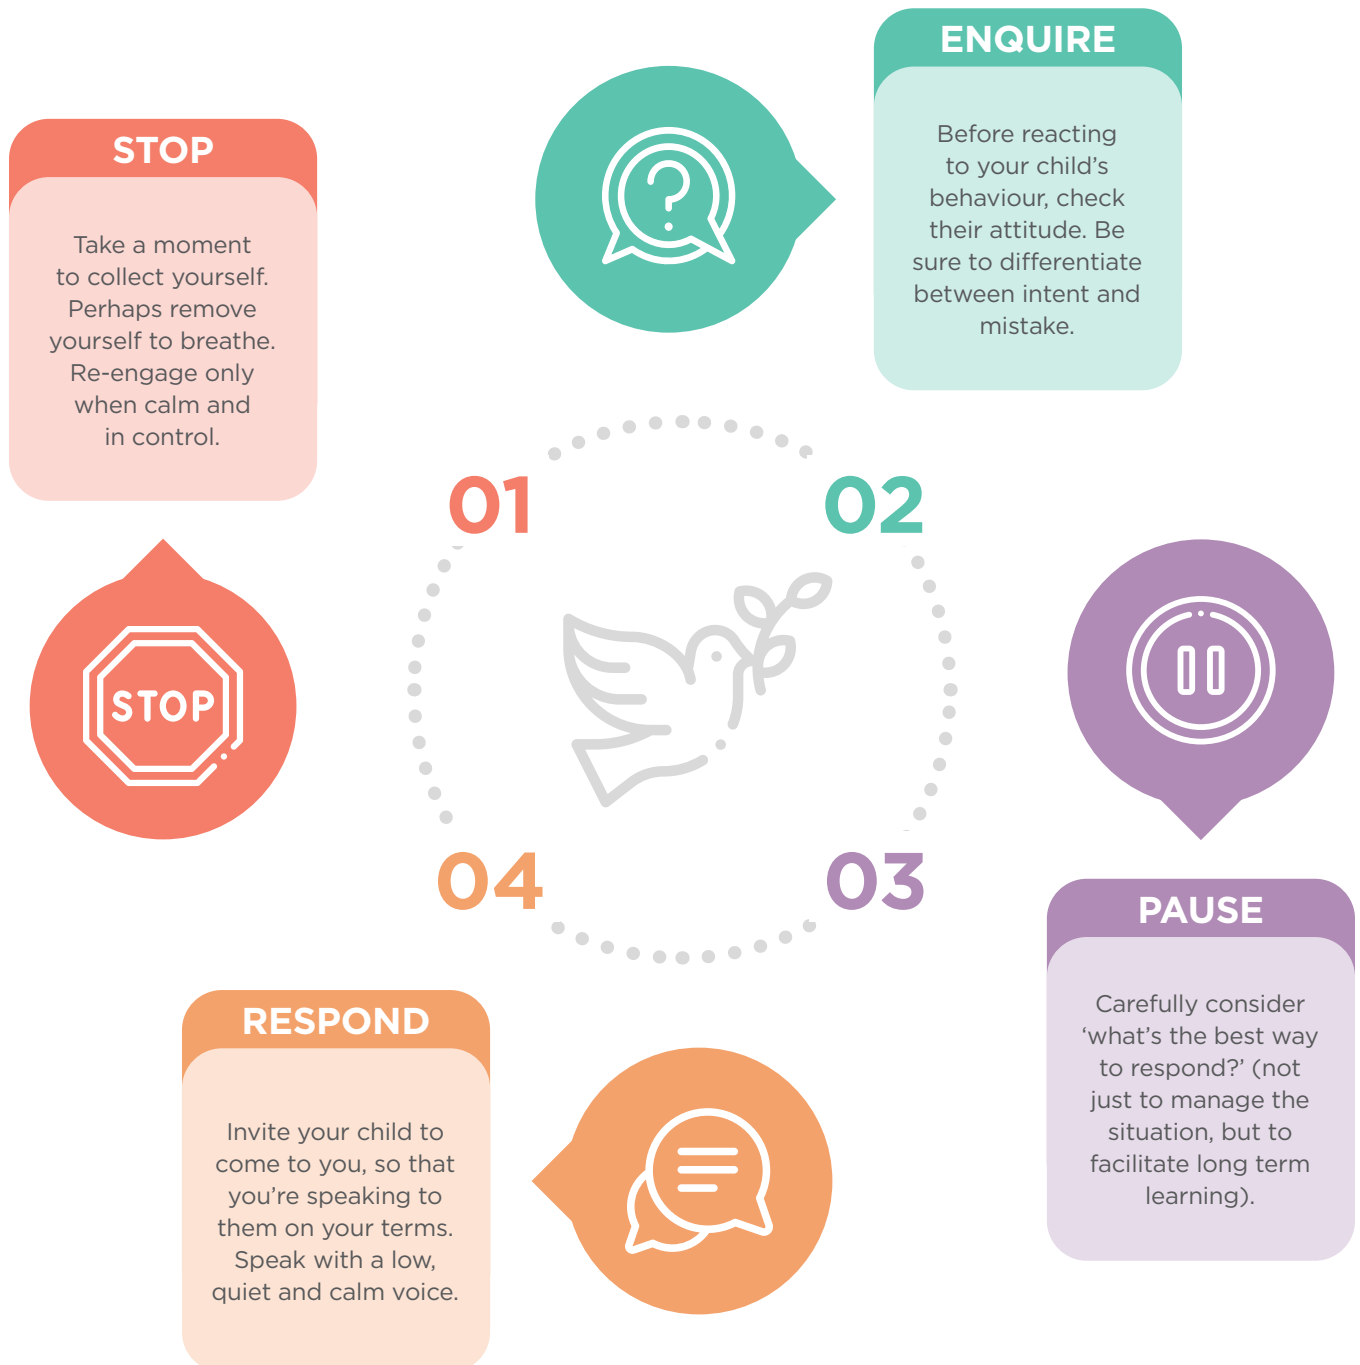 STOP
Take a moment
to collect yourself.
Perhaps remove
yourself to breathe.
Re-engage only
when calm and
in control.
STOP
01
ENQUIRE
Before reacting
to your child’s
behaviour, check
their attitude. Be
sure to differentiate
between intent and
mistake.
?
02
PAUSE
Carefully consider
‘what’s the best way
to respond?’ (not
just to manage the
situation, but to
facilitate long term
learning).
03
RESPOND
Invite your child to
come to you, so that
you’re speaking to
them on your terms.
Speak with a low,
quiet and calm voice.
04